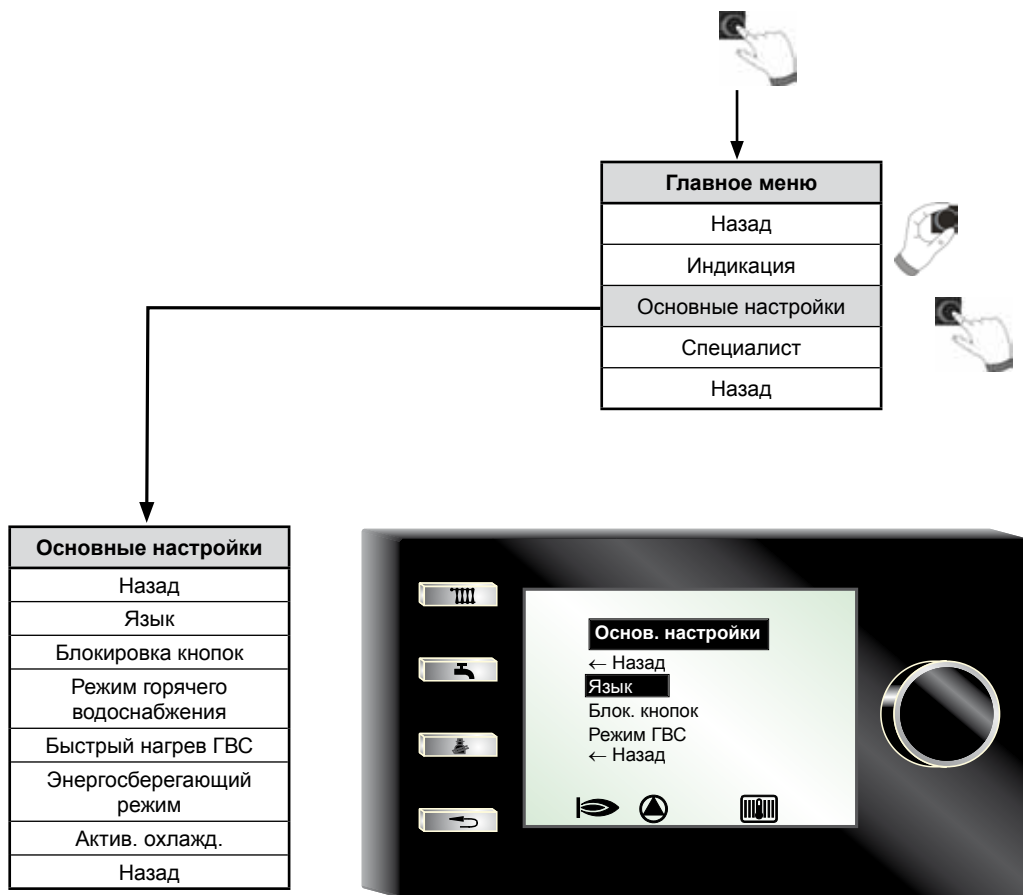 Главное меню
Назад
Индикация
Основные настройки
Специалист
Назад
Основные настройки
Назад
Язык
Блокировка кнопок
Режим горячего
водоснабжения
Быстрый нагрев ГВС
Энергосберегающий
режим
Актив. охлажд.
Назад
Основ. настройки
← Назад
Язык
Блок. кнопок
Режим ГВС
← Назад